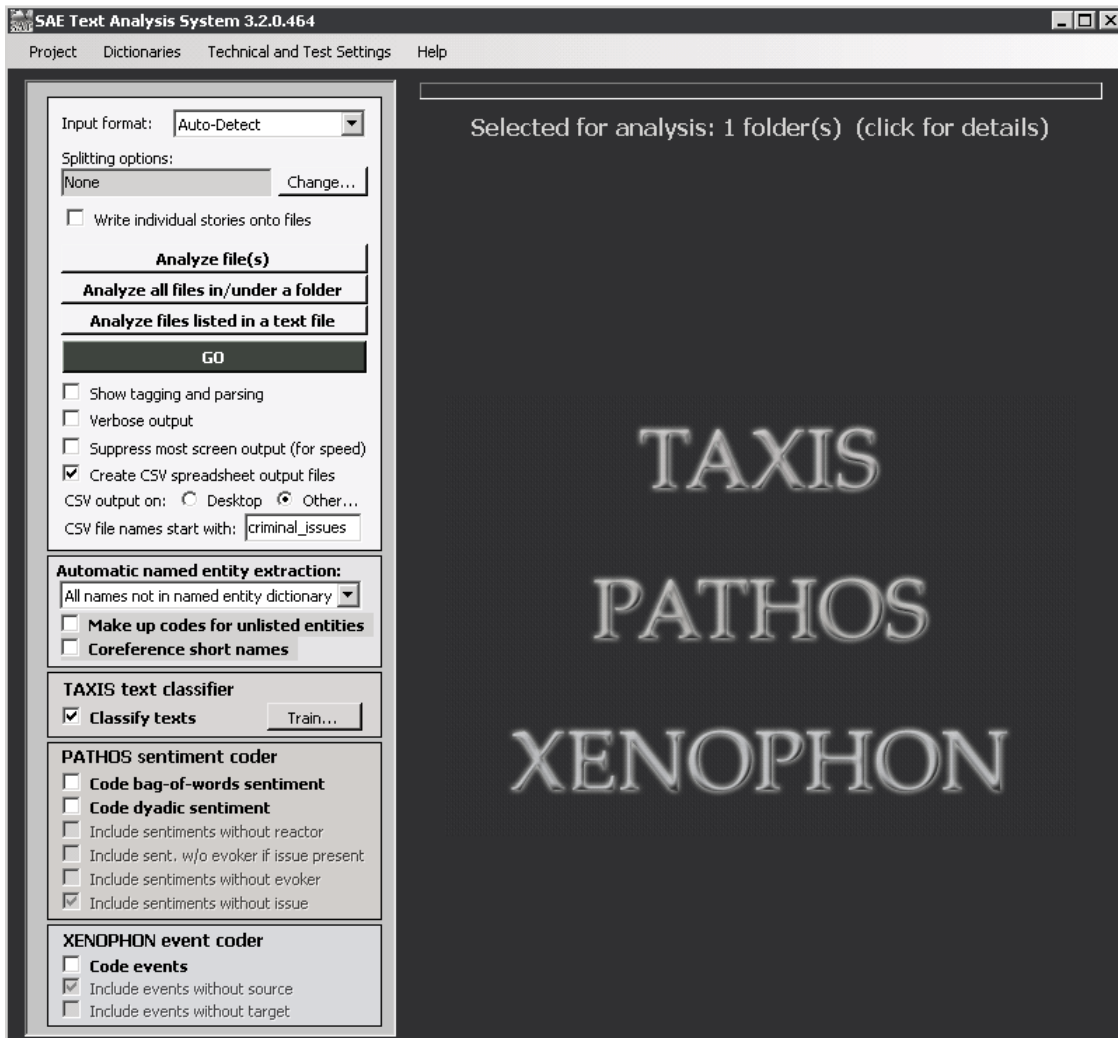 SAE Text Analysis System 3.2.0.464
Project Dictionaries Technical and Test Settings Help
Input format: Auto-Detect
Splitting options:
None Change...
Write individual stories onto files
Analyze file(s)
Analyze all files in/under a folder
Analyze files listed in a text file
GO
Show tagging and parsing
Verbose output
Suppress most screen output (for speed)
Create CSV spreadsheet output files
CSV output on: Desktop Other...
CSV file names start with: criminal_issues
Automatic named entity extraction:
All names not in named entity dictionary
Make up codes for unlisted entities
Coreference short names
TAXIS text classifier
Classify texts Train...
PATHOS sentiment coder
Code bag-of-words sentiment
Code dyadic sentiment
Include sentiments without reactor
Include sent. w/o evoker if issue present
Include sentiments without evoker
Include sentiments without issue
XENOPHON event coder
Code events
Include events without source
Include events without target
Selected for analysis: 1 folder(s) (click for details)
TAXIS
PATHOS
XENOPHON